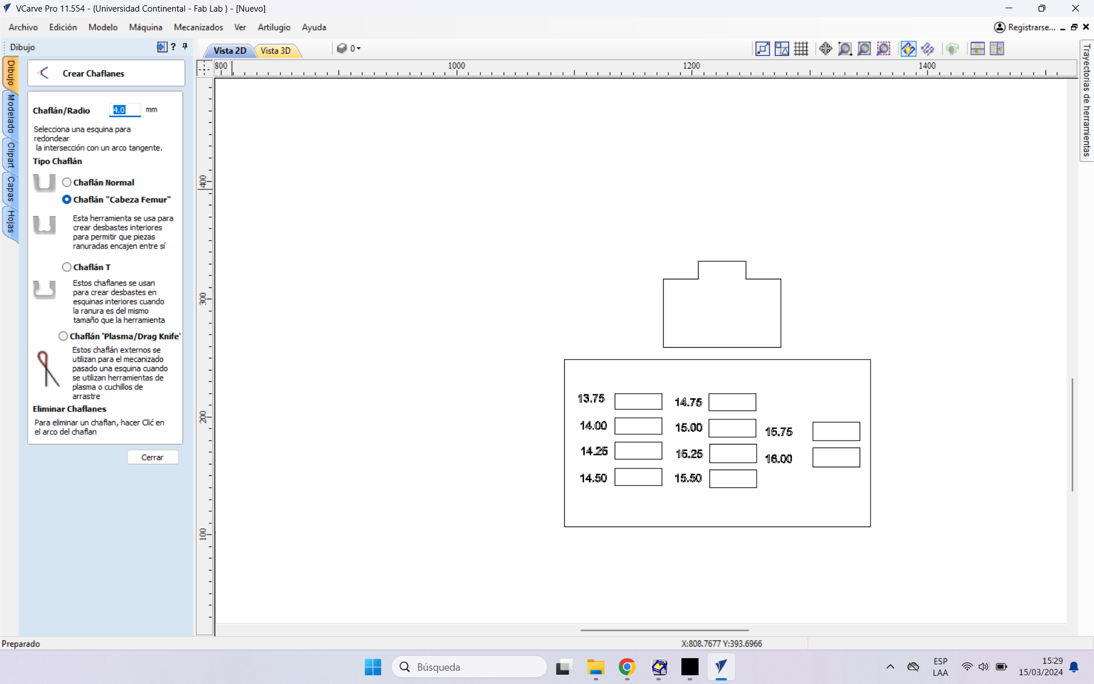 VCarve Pro 11.554 - {Universidad Continental - Fab Lab } - [Nuevo]
Archivo Edición Modelo Máquina Mecanizados Ver Artilugio Ayuda
Registrarse...
Dibujo
Vista 2D Vista 3D
0
Dibujo
Modelado
Clipart
Capas
Hojas
Crear Chaflanes
Chaflán/Radio 4.0 mm
Selecciona una esquina para
redondear
la intersección con un arco tangente.
Tipo Chaflán
Chaflán Normal
Chaflán "Cabeza Femur"
Esta herramienta se usa para
crear desbastes interiores
para permitir que piezas
ranuradas encajen entre sí
Chaflán T
Estos chaflanes se usan
para crear desbastes en
esquinas interiores cuando
la ranura es del mismo
tamaño que la herramienta
Chaflán 'Plasma/Drag Knife'
Estos chaflán externos se
utilizan para el mecanizado
pasado una esquina cuando
se utilizan herramientas de
plasma o cuchillos de
arrastre
Eliminar Chaflanes
Para eliminar un chaflan, hacer Clic en
el arco del chaflan
Cerrar
800 1000 1200 1400
400
300
200
100
13.75 14.75
14.00 15.00 15.75
14.25 15.25 16.00
14.50 15.50
Trayectorias de herramientas
Preparado
X:808.7677 Y:393.6966
Búsqueda
ESP
LAA
15:29
15/03/2024